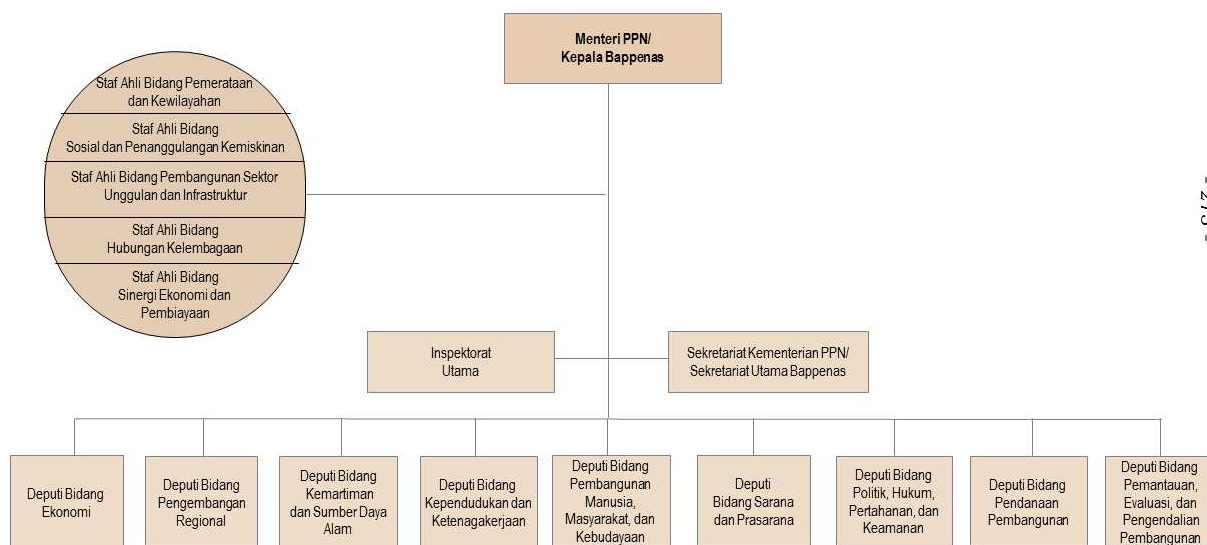 Menteri PPN/
Kepala Bappenas
Staf Ahli Bidang Pemerataan
dan Kewilayahan
Staf Ahli Bidang
Sosial dan Penanggulangan Kemiskinan
Staf Ahli Bidang Pembangunan Sektor
Unggulan dan Infrastruktur
Staf Ahli Bidang
Hubungan Kelembagaan
Staf Ahli Bidang
Sinergi Ekonomi dan
Pembiayaan
Inspektorat
Utama
Sekretariat Kementerian PPN/
Sekretariat Utama Bappenas
Deputi Bidang
Ekonomi
Deputi Bidang
Pengembangan
Regional
Deputi Bidang
Kemartiman
dan Sumber Daya
Alam
Deputi Bidang
Kependudukan dan
Ketenagakerjaan
Deputi Bidang
Pembangunan
Manusia,
Masyarakat, dan
Kebudayaan
Deputi
Bidang Sarana
dan Prasarana
Deputi Bidang
Politik, Hukum,
Pertahanan, dan
Keamanan
Deputi Bidang
Pendanaan
Pembangunan
Deputi Bidang
Pemantauan,
Evaluasi, dan
Pengendalian
Pembangunan